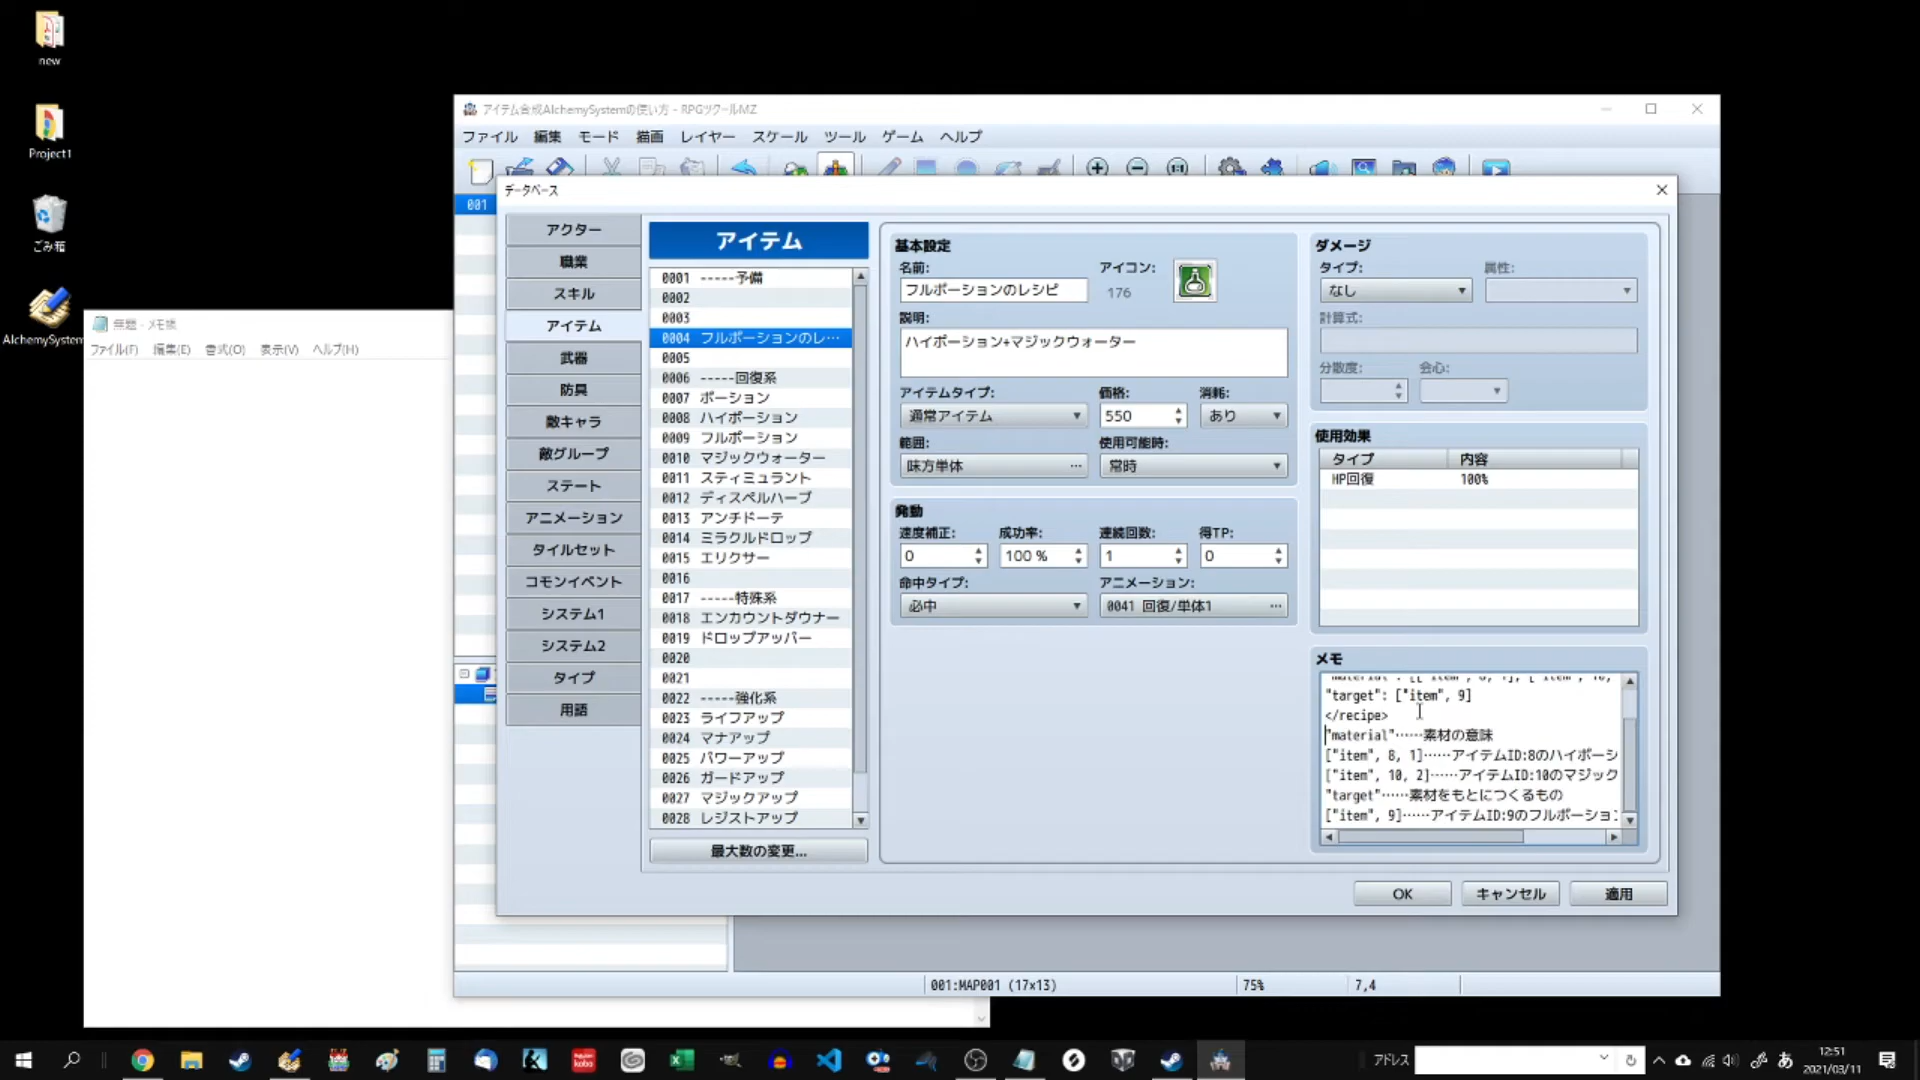 new
Project1
ごみ箱
AlchemySystem
無題 - メモ帳
ファイル(F) 編集(E) 書式(O) 表示(V) ヘルプ(H)
アイテム合成AlchemySystemの使い方 - RPGツクールMZ
ファイル 編集 モード 描画 レイヤー スケール ツール ゲーム ヘルプ
001
データベース
アクター
職業
スキル
アイテム
武器
防具
敵キャラ
敵グループ
ステート
アニメーション
タイルセット
コモンイベント
システム1
システム2
タイプ
用語
アイテム
0001 -----予備
0002
0003
0004 フルポーションのレ…
0005
0006 -----回復系
0007 ポーション
0008 ハイポーション
0009 フルポーション
0010 マジックウォーター
0011 スティミュラント
0012 ディスペルハーブ
0013 アンチドーテ
0014 ミラクルドロップ
0015 エリクサー
0016
0017 -----特殊系
0018 エンカウントダウナー
0019 ドロップアッパー
0020
0021
0022 -----強化系
0023 ライフアップ
0024 マナアップ
0025 パワーアップ
0026 ガードアップ
0027 マジックアップ
0028 レジストアップ
最大数の変更...
基本設定
名前: アイコン:
フルポーションのレシピ 176
説明:
ハイポーション+マジックウォーター
アイテムタイプ: 価格: 消耗:
通常アイテム 550 あり
範囲: 使用可能時:
味方単体 ... 常時
発動
速度補正: 成功率: 連続回数: 得TP:
0 100 % 1 0
命中タイプ: アニメーション:
必中 0041 回復/単体1 ...
ダメージ
タイプ: 属性:
なし
計算式:
分散度: 会心:
使用効果
タイプ 内容
HP回復 100%
メモ
"target": ["item", 9]
</recipe>
"material"……素材の意味
["item", 8, 1]……アイテムID:8のハイポーシ
["item", 10, 2]……アイテムID:10のマジック
"target"……素材をもとにつくるもの
["item", 9]……アイテムID:9のフルポーショ
OK キャンセル 適用
001:MAP001 (17x13) 75% 7,4
アドレス
あ
12:51
2021/03/11